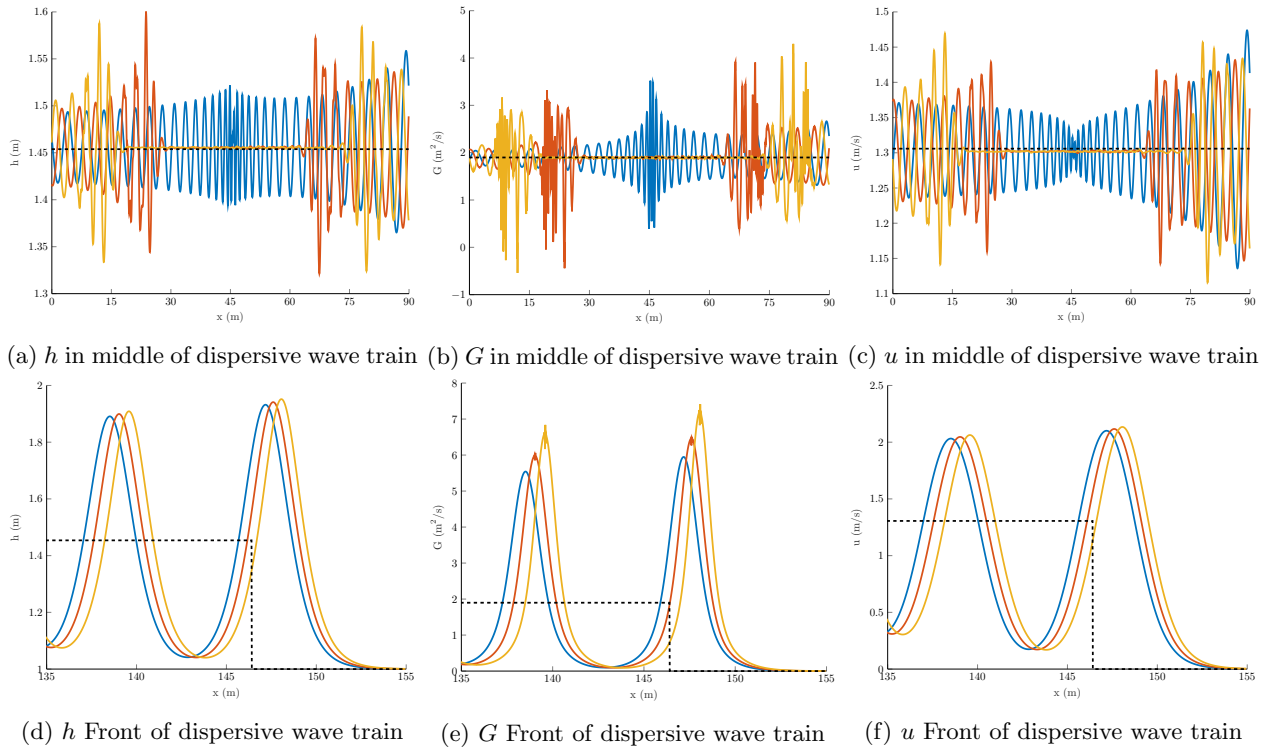 1.6
1.55
1.5
1.45
1.4
1.35
1.3
h (m)
0 15 30 45 60 75 90
x (m)
5
4
3
2
1
0
−1
G (m²/s)
0 15 30 45 60 75 90
x (m)
1.5
1.45
1.4
1.35
1.3
1.25
1.2
1.15
1.1
u (m/s)
0 15 30 45 60 75 90
x (m)
(a) h in middle of dispersive wave train
(b) G in middle of dispersive wave train
(c) u in middle of dispersive wave train
2
1.8
1.6
1.4
1.2
1
h (m)
135 140 145 150 155
x (m)
8
7
6
5
4
3
2
1
0
G (m²/s)
135 140 145 150 155
x (m)
2.5
2
1.5
1
0.5
0
u (m/s)
135 140 145 150 155
x (m)
(d) h Front of dispersive wave train
(e) G Front of dispersive wave train
(f) u Front of dispersive wave train